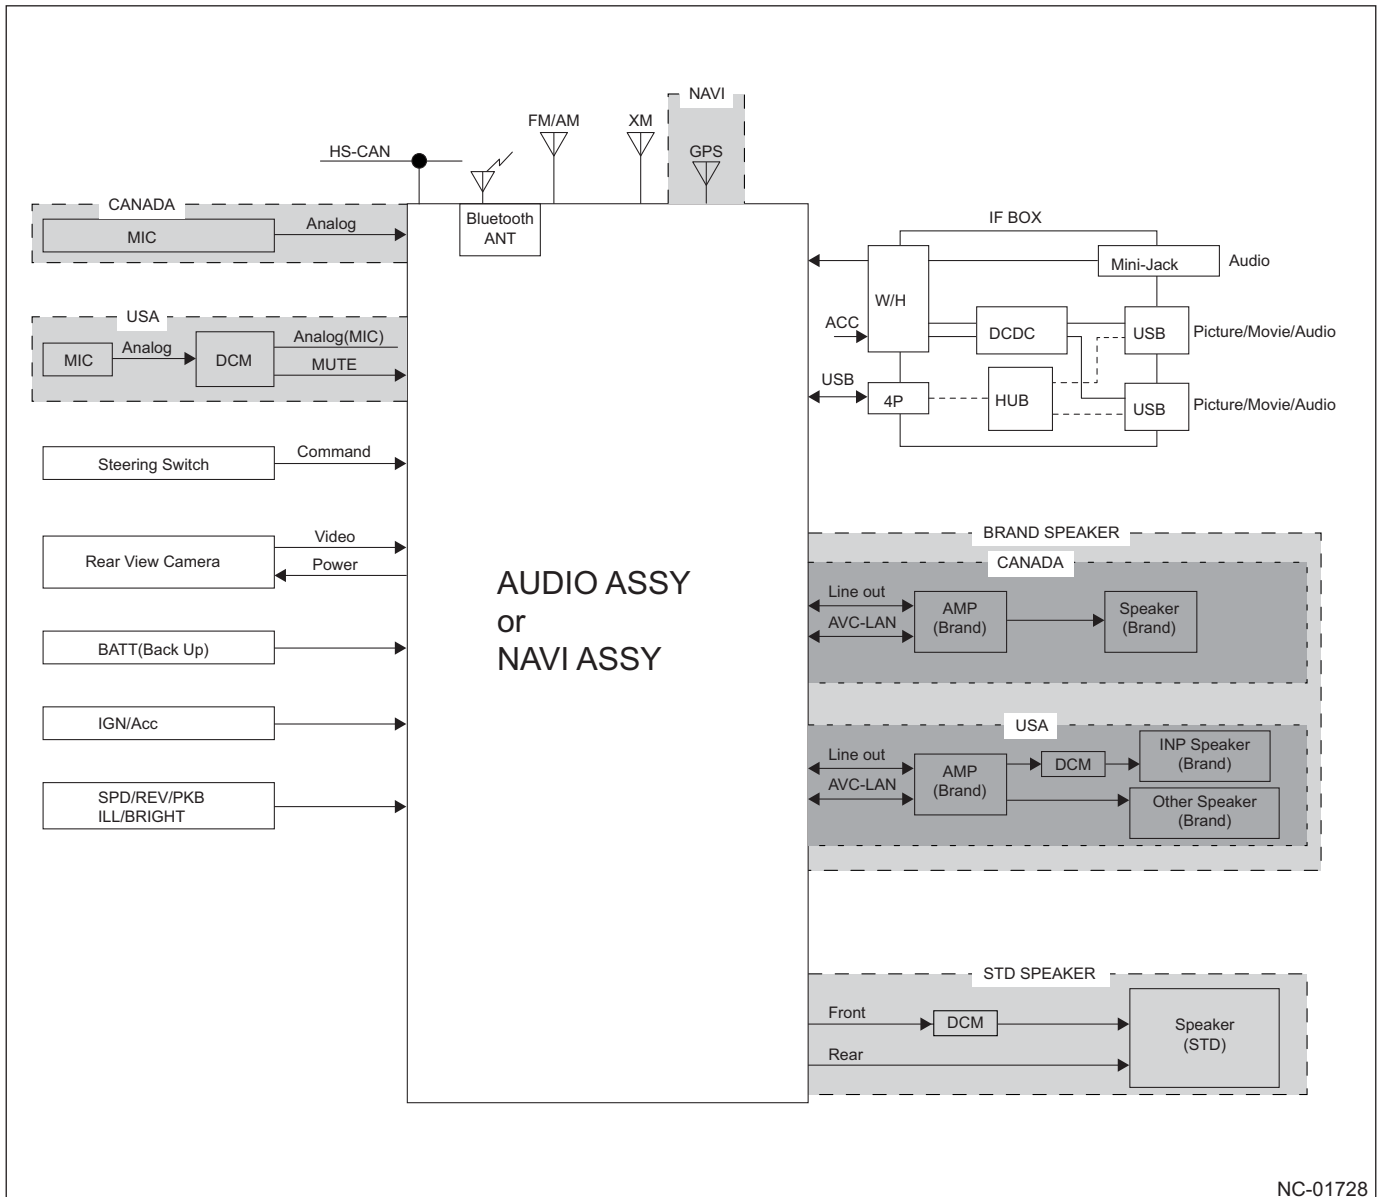 NAVI
FM/AM
XM
HS-CAN
GPS
CANADA
Bluetooth
ANT
MIC
Analog
IF BOX
Mini-Jack
Audio
W/H
ACC
DCDC
USB
Picture/Movie/Audio
USB
4P
HUB
USB
Picture/Movie/Audio
USA
MIC
Analog
DCM
Analog(MIC)
MUTE
Steering Switch
Command
Rear View Camera
Video
Power
BATT(Back Up)
IGN/Acc
SPD/REV/PKB
ILL/BRIGHT
AUDIO ASSY
or
NAVI ASSY
BRAND SPEAKER
CANADA
Line out
AVC-LAN
AMP
(Brand)
Speaker
(Brand)
USA
Line out
AVC-LAN
AMP
(Brand)
DCM
INP Speaker
(Brand)
Other Speaker
(Brand)
STD SPEAKER
Front
DCM
Rear
Speaker
(STD)
NC-01728